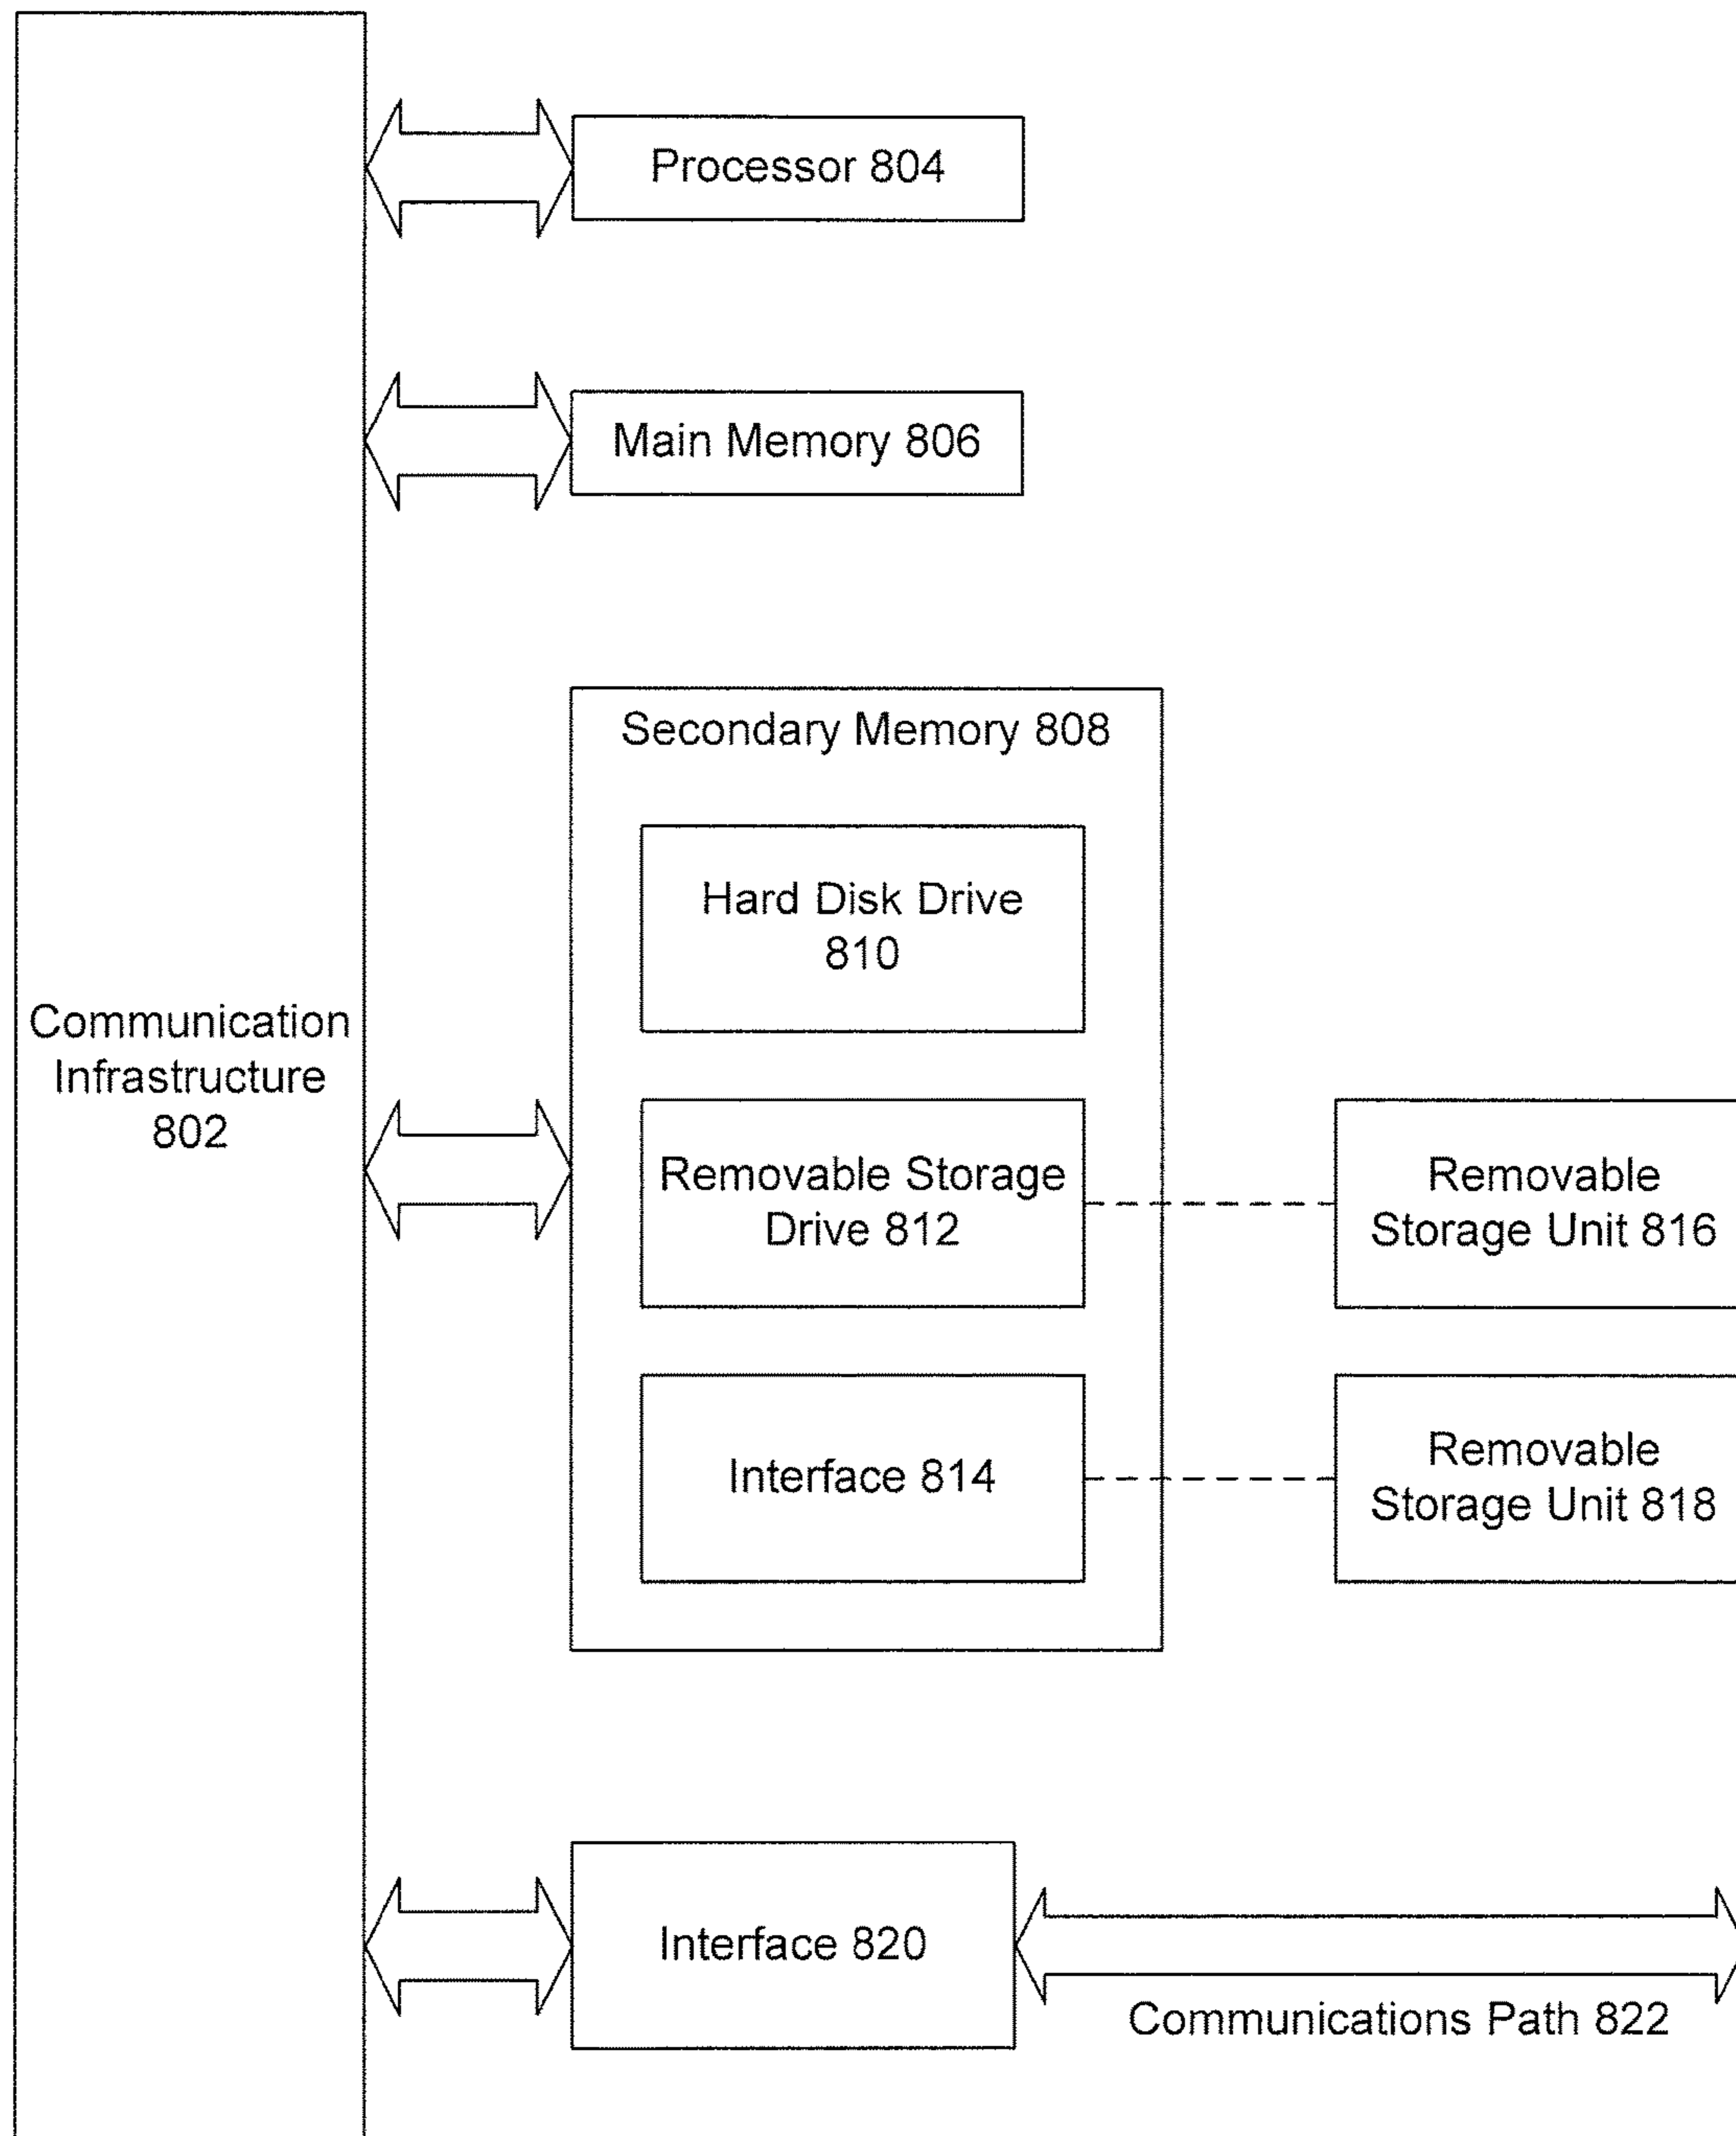 Processor 804
Main Memory 806
Secondary Memory 808
Hard Disk Drive
810
Communication
Infrastructure
802
Removable Storage
Drive 812
Removable
Storage Unit 816
Interface 814
Removable
Storage Unit 818
Interface 820
Communications Path 822